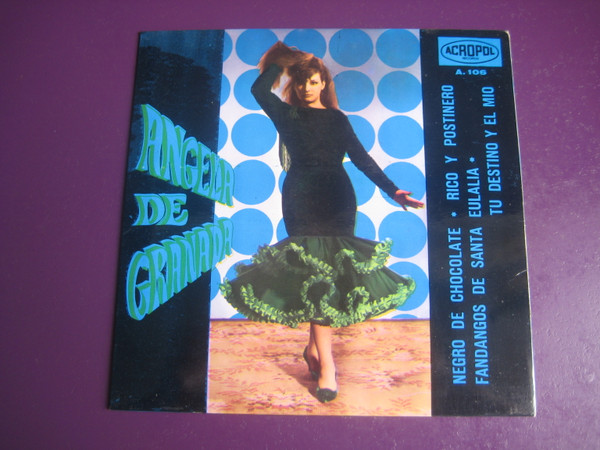 ANGELA
DE
GRANADA
ACROPOL
A. 106
NEGRO DE CHOCOLATE • RICO Y POSTINERO
FANDANGOS DE SANTA EULALIA •
TU DESTINO Y EL MIO